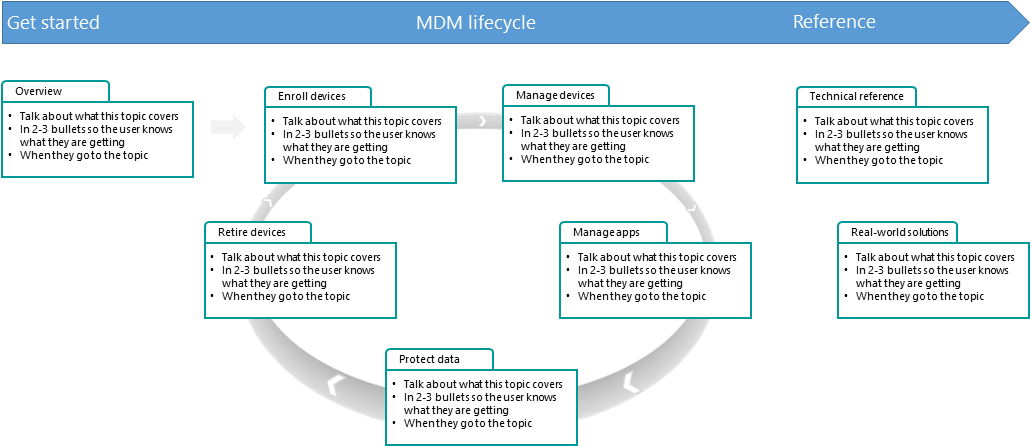 Get started
MDM lifecycle
Reference
Overview
• Talk about what this topic covers
• In 2-3 bullets so the user knows
what they are getting
• When they go to the topic
Enroll devices
• Talk about what this topic covers
• In 2-3 bullets so the user knows
what they are getting
• When they go to the topic
Manage devices
• Talk about what this topic covers
• In 2-3 bullets so the user knows
what they are getting
• When they go to the topic
Technical reference
• Talk about what this topic covers
• In 2-3 bullets so the user knows
what they are getting
• When they go to the topic
Retire devices
• Talk about what this topic covers
• In 2-3 bullets so the user knows
what they are getting
• When they go to the topic
Manage apps
• Talk about what this topic covers
• In 2-3 bullets so the user knows
what they are getting
• When they go to the topic
Real-world solutions
• Talk about what this topic covers
• In 2-3 bullets so the user knows
what they are getting
• When they go to the topic
Protect data
• Talk about what this topic covers
• In 2-3 bullets so the user knows
what they are getting
• When they go to the topic